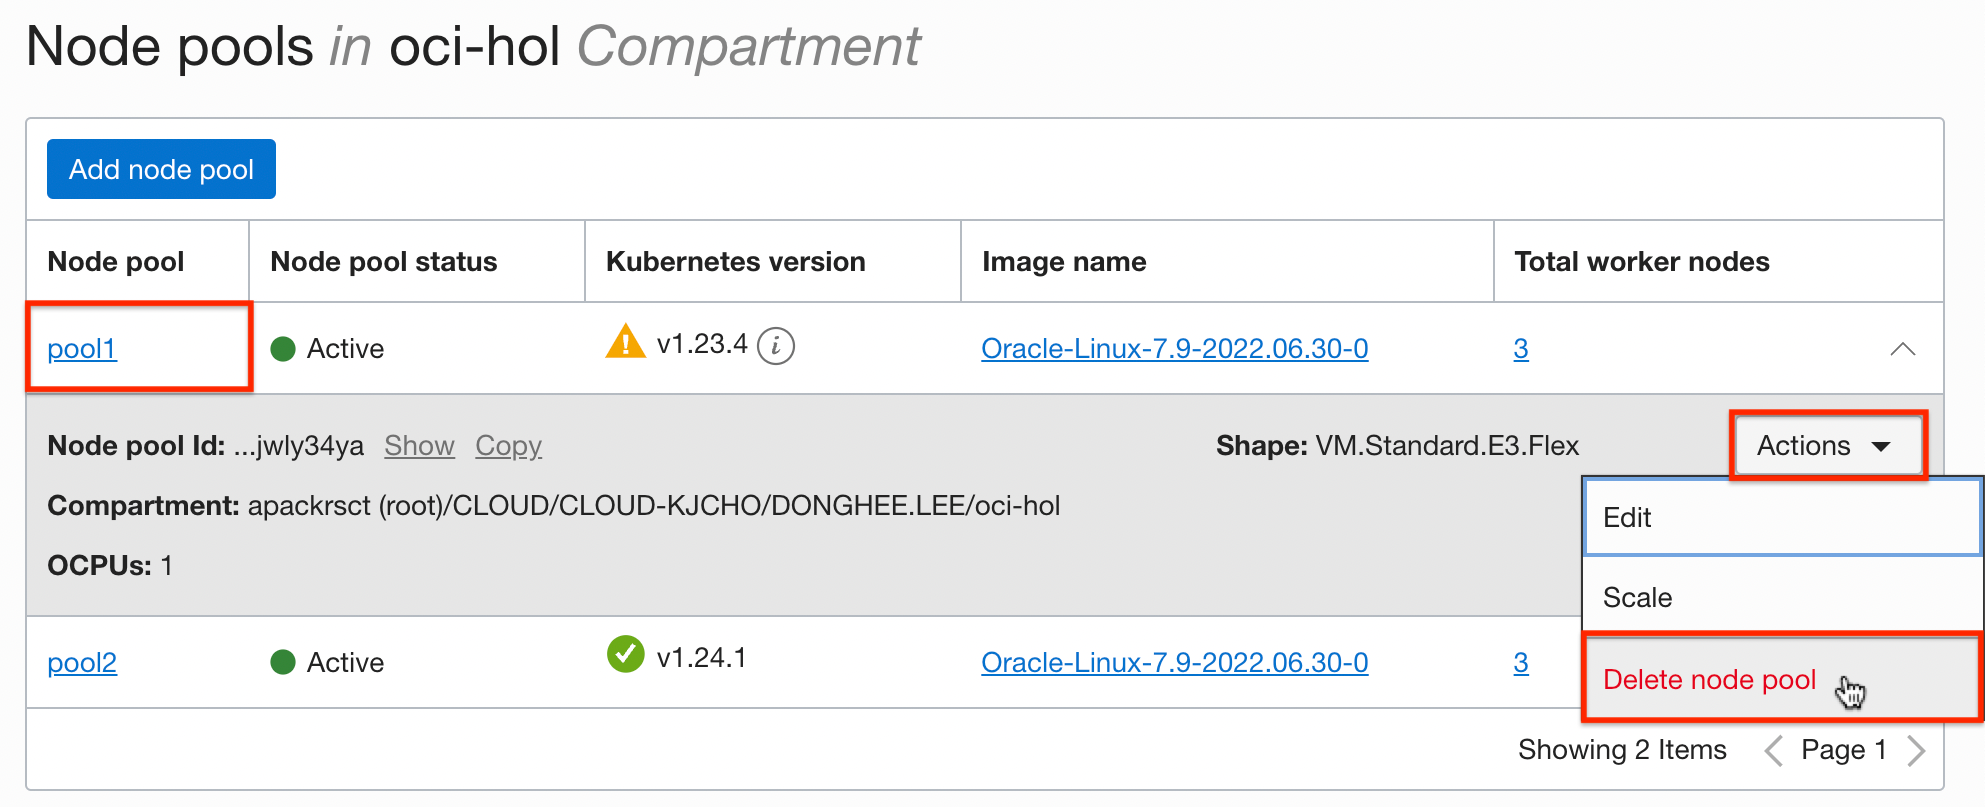 Node pools in oci-hol Compartment
Add node pool
Node pool Node pool status Kubernetes version Image name Total worker nodes
pool1 Active v1.23.4 i Oracle-Linux-7.9-2022.06.30-0 3
Node pool Id: ...jwly34ya Show Copy Shape: VM.Standard.E3.Flex Actions
Compartment: apackrsct (root)/CLOUD/CLOUD-KJCHO/DONGHEE.LEE/oci-hol
Edit
OCPUs: 1
Scale
pool2 Active v1.24.1 Oracle-Linux-7.9-2022.06.30-0 3
Delete node pool
Showing 2 Items Page 1